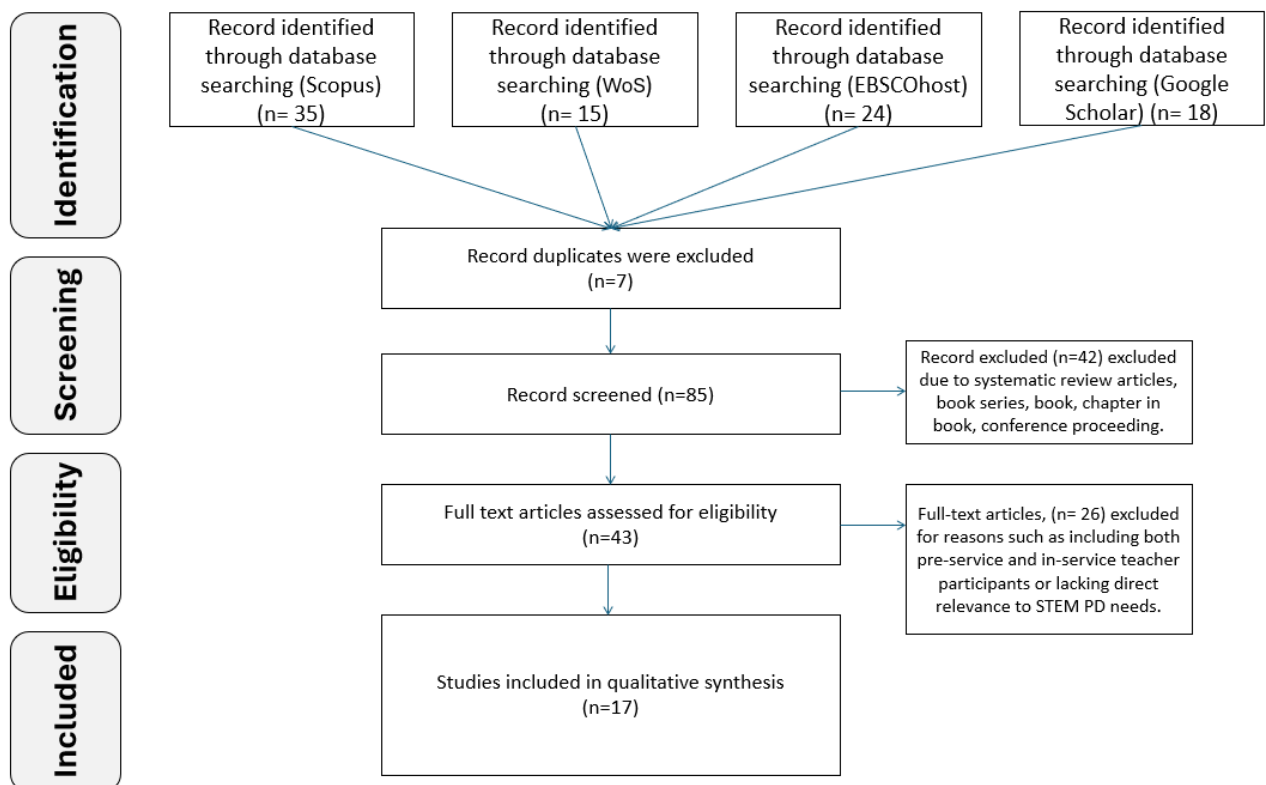 Identification
Record identified
through database
searching (Scopus)
(n= 35)
Record identified
through database
searching (WoS)
(n= 15)
Record identified
through database
searching (EBSCOhost)
(n= 24)
Record identified
through database
searching (Google
Scholar) (n= 18)
Record duplicates were excluded
(n=7)
Screening
Record screened (n=85)
Record excluded (n=42) excluded
due to systematic review articles,
book series, book, chapter in
book, conference proceeding.
Eligibility
Full text articles assessed for eligibility
(n=43)
Full-text articles, (n= 26) excluded
for reasons such as including both
pre-service and in-service teacher
participants or lacking direct
relevance to STEM PD needs.
Included
Studies included in qualitative synthesis
(n=17)